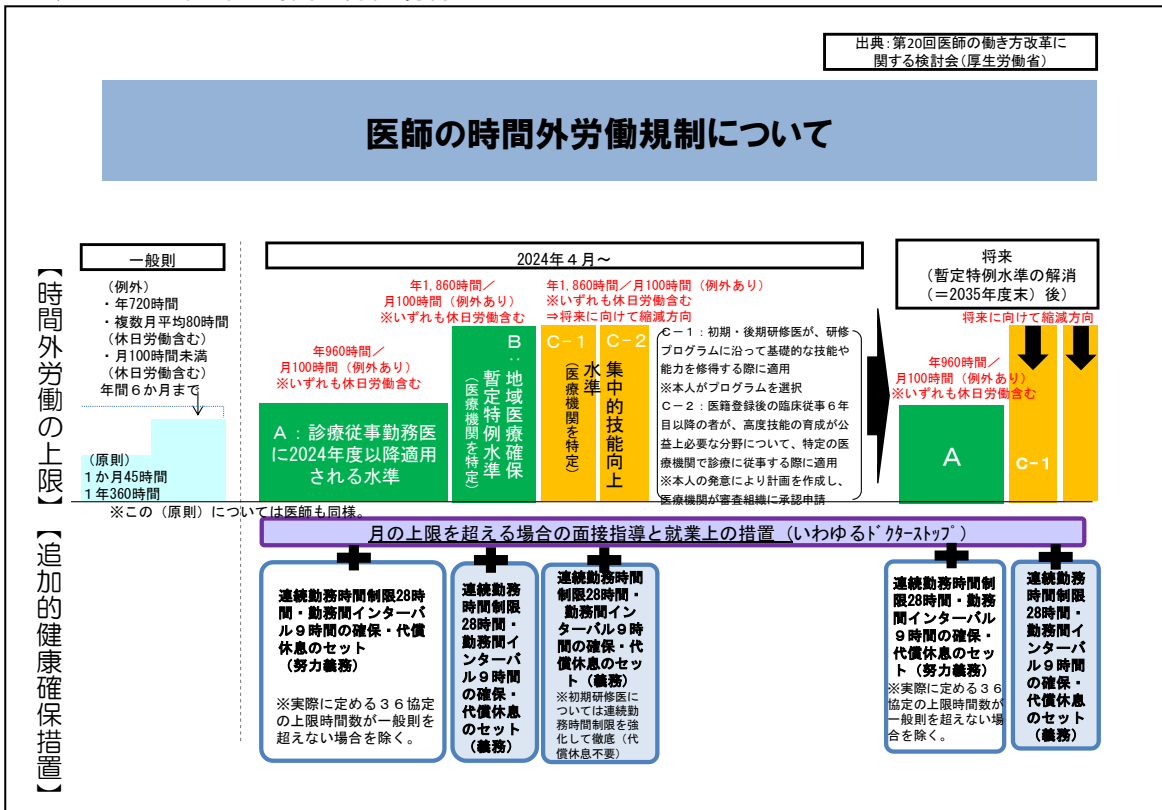 出典：第20回医師の働き方改革に
関する検討会（厚生労働省）
医師の時間外労働規制について
【時間外労働の上限】
【追加的健康確保措置】
一般則
（例外）
・年720時間
・複数月平均80時間
（休日労働含む）
・月100時間未満
（休日労働含む）
年間６か月まで
（原則）
１か月45時間
１年360時間
※この（原則）については医師も同様。
2024年４月～
年960時間／
月100時間（例外あり）
※いずれも休日労働含む
Ａ：診療従事勤務医
に2024年度以降適用
される水準
年1,860時間／
月100時間（例外あり）
※いずれも休日労働含む
Ｂ：地域医療確保
暫定特例水準
（医療機関を特定）
年1,860時間／月100時間（例外あり）
※いずれも休日労働含む
⇒将来に向けて縮減方向
Ｃ－１
Ｃ－２
集中的技能向上
水準
（医療機関を特定）
Ｃ－１：初期・後期研修医が、研修
プログラムに沿って基礎的な技能や
能力を修得する際に適用
※本人がプログラムを選択
Ｃ－２：医籍登録後の臨床従事６年
目以降の者が、高度技能の育成が公
益上必要な分野について、特定の医
療機関で診療に従事する際に適用
※本人の発意により計画を作成し、
医療機関が審査組織に承認申請
将来
（暫定特例水準の解消
（＝2035年度末）後）
将来に向けて縮減方向
年960時間／
月100時間（例外あり）
※いずれも休日労働含む
Ａ
Ｃ－１
月の上限を超える場合の面接指導と就業上の措置（いわゆるﾄﾞｸﾀｰｽﾄｯﾌﾟ）
連続勤務時間制限28時
間・勤務間インターバ
ル９時間の確保・代償
休息のセット
（努力義務）
※実際に定める３６協定
の上限時間数が一般則を
超えない場合を除く。
連続勤務時
間制限
28時間・
勤務間イ
ンターバ
ル９時間
の確保・
代償休息
のセット
（義務）
連続勤務時間
制限28時間・
勤務間イン
ターバル９時
間の確保・代
償休息のセッ
ト（義務）
※初期研修医に
ついては連続勤
務時間制限を強
化して徹底（代
償休息不要）
連続勤務時間制
限28時間・勤務
間インターバル
９時間の確保・
代償休息のセッ
ト（努力義務）
※実際に定める３６
協定の上限時間数が
一般則を超えない場
合を除く。
連続勤務
時間制限
28時間・勤
務間イン
ターバル
９時間の確
保・代償休
息のセット
（義務）